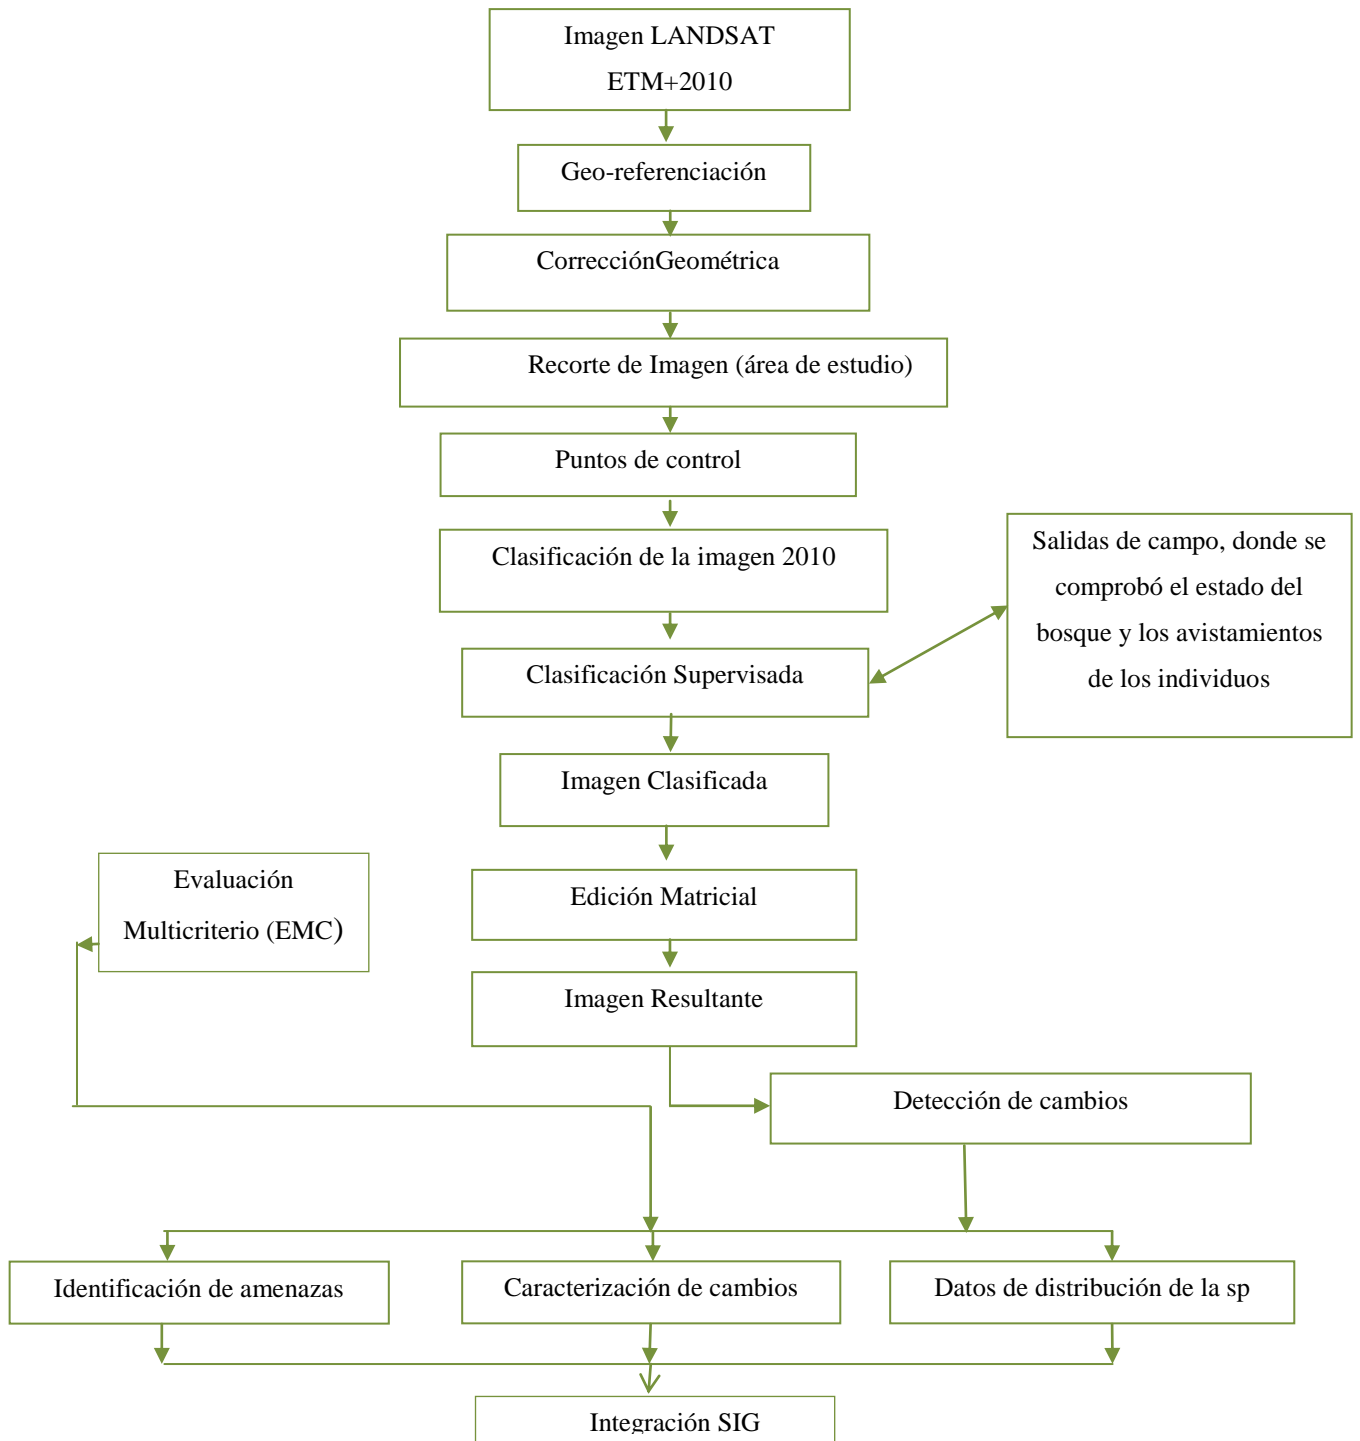 Imagen LANDSAT
ETM+2010
Geo-referenciación
CorrecciónGeométrica
Recorte de Imagen (área de estudio)
Puntos de control
Clasificación de la imagen 2010
Salidas de campo, donde se
comprobó el estado del
bosque y los avistamientos
de los individuos
Clasificación Supervisada
Imagen Clasificada
Evaluación
Multicriterio (EMC)
Edición Matricial
Imagen Resultante
Detección de cambios
Identificación de amenazas
Caracterización de cambios
Datos de distribución de la sp
Integración SIG